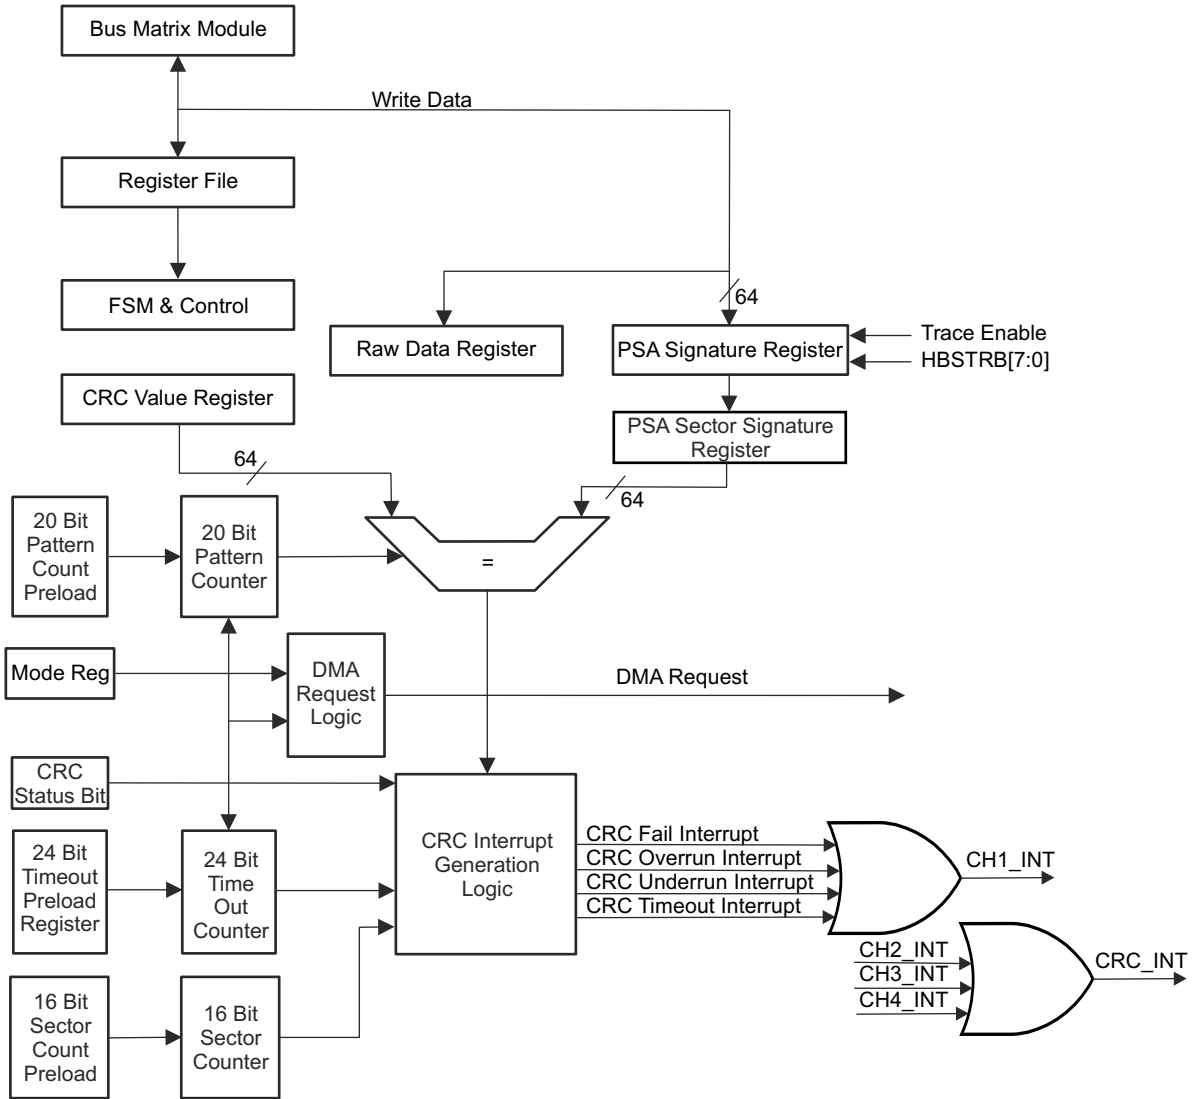 Bus Matrix Module
Write Data
Register File
FSM & Control
64
Raw Data Register
PSA Signature Register
Trace Enable
HBSTRB[7:0]
CRC Value Register
PSA Sector Signature
Register
64
64
20 Bit
Pattern
Count
Preload
20 Bit
Pattern
Counter
=
Mode Reg
DMA
Request
Logic
DMA Request
CRC
Status Bit
24 Bit
Timeout
Preload
Register
24 Bit
Time
Out
Counter
CRC Interrupt
Generation
Logic
CRC Fail Interrupt
CRC Overrun Interrupt
CRC Underrun Interrupt
CRC Timeout Interrupt
CH1_INT
CH2_INT
CH3_INT
CH4_INT
CRC_INT
16 Bit
Sector
Count
Preload
16 Bit
Sector
Counter